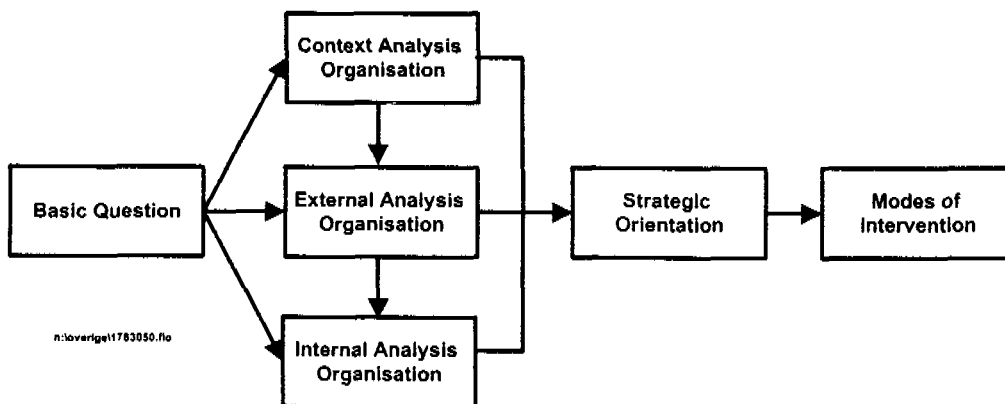 Context Analysis
Organisation
Basic Question
External Analysis
Organisation
Strategic
Orientation
Modes of
Intervention
Internal Analysis
Organisation
n:\overige\1783050.flo